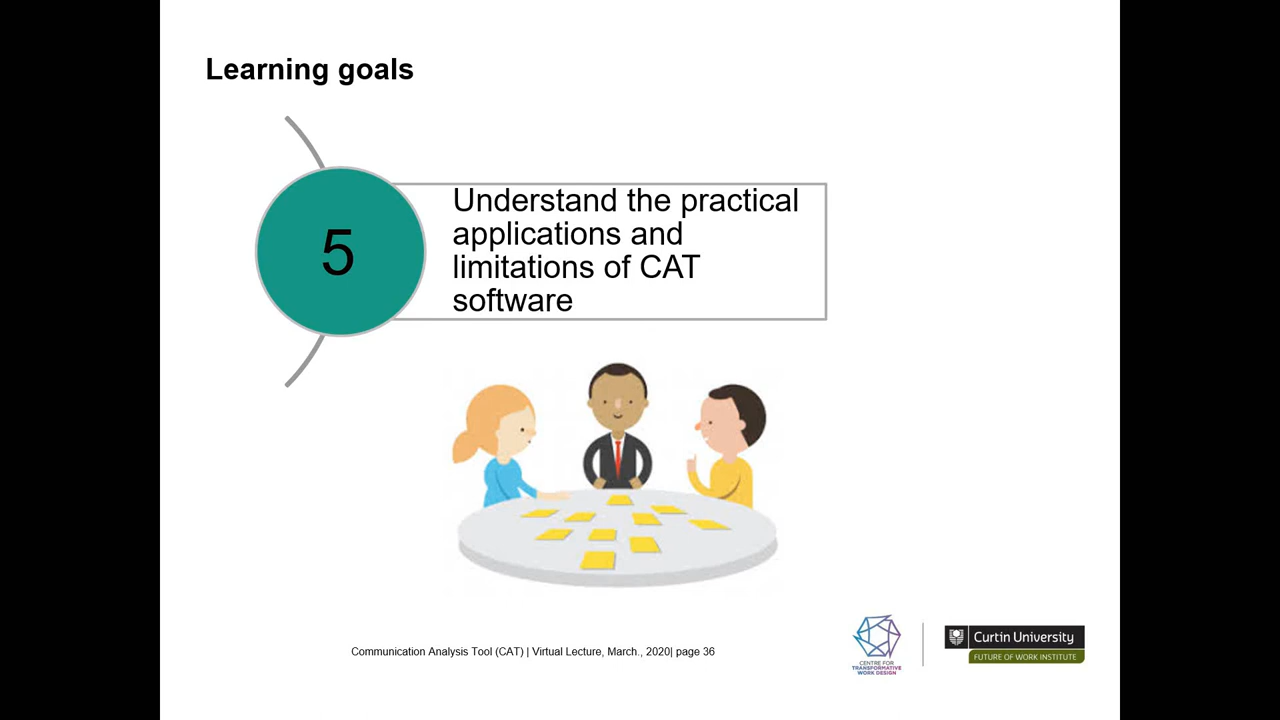 Learning goals
5
Understand the practical
applications and
limitations of CAT
software
Communication Analysis Tool (CAT) | Virtual Lecture, March., 2020| page 36
CENTRE FOR
TRANSFORMATIVE
WORK DESIGN
Curtin University
FUTURE OF WORK INSTITUTE